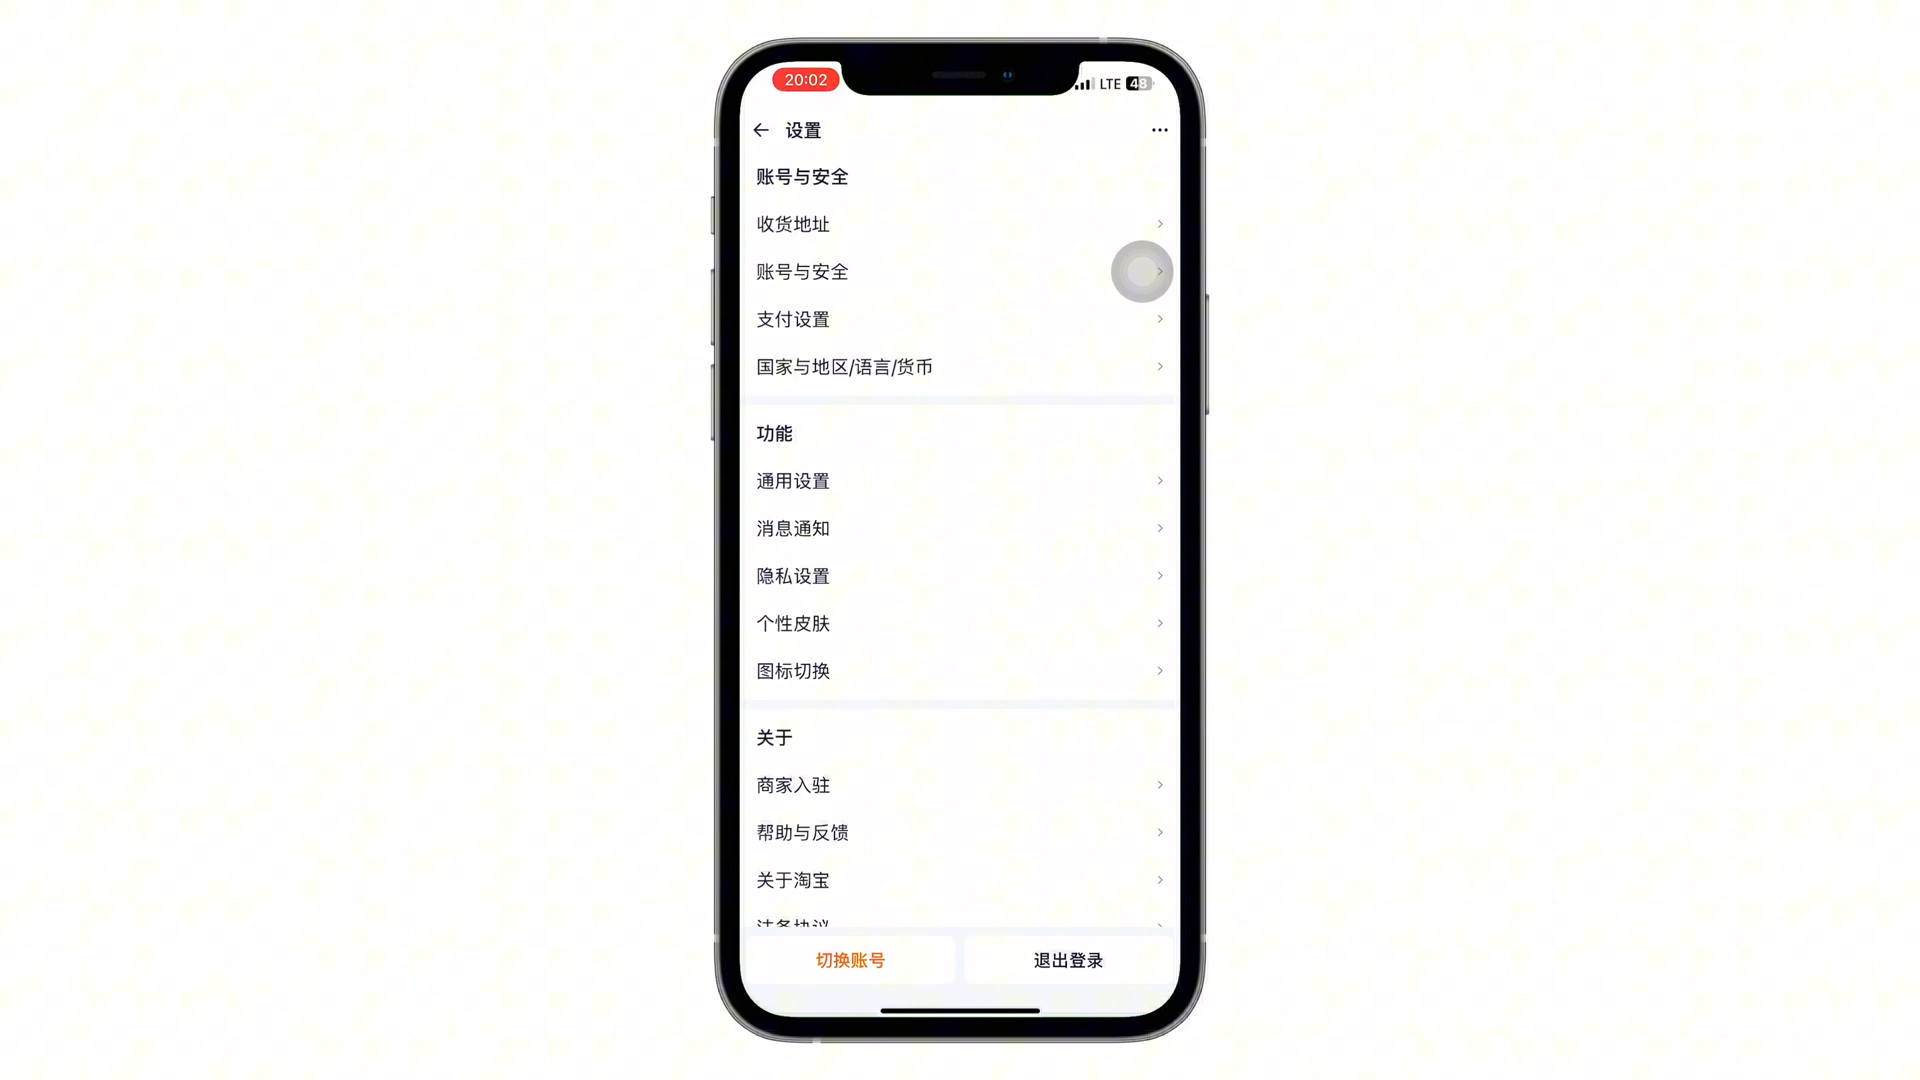 20:02
LTE 48
设置
账号与安全
收货地址
账号与安全
支付设置
国家与地区/语言/货币
功能
通用设置
消息通知
隐私设置
个性皮肤
图标切换
关于
商家入驻
帮助与反馈
关于淘宝
切换账号
退出登录